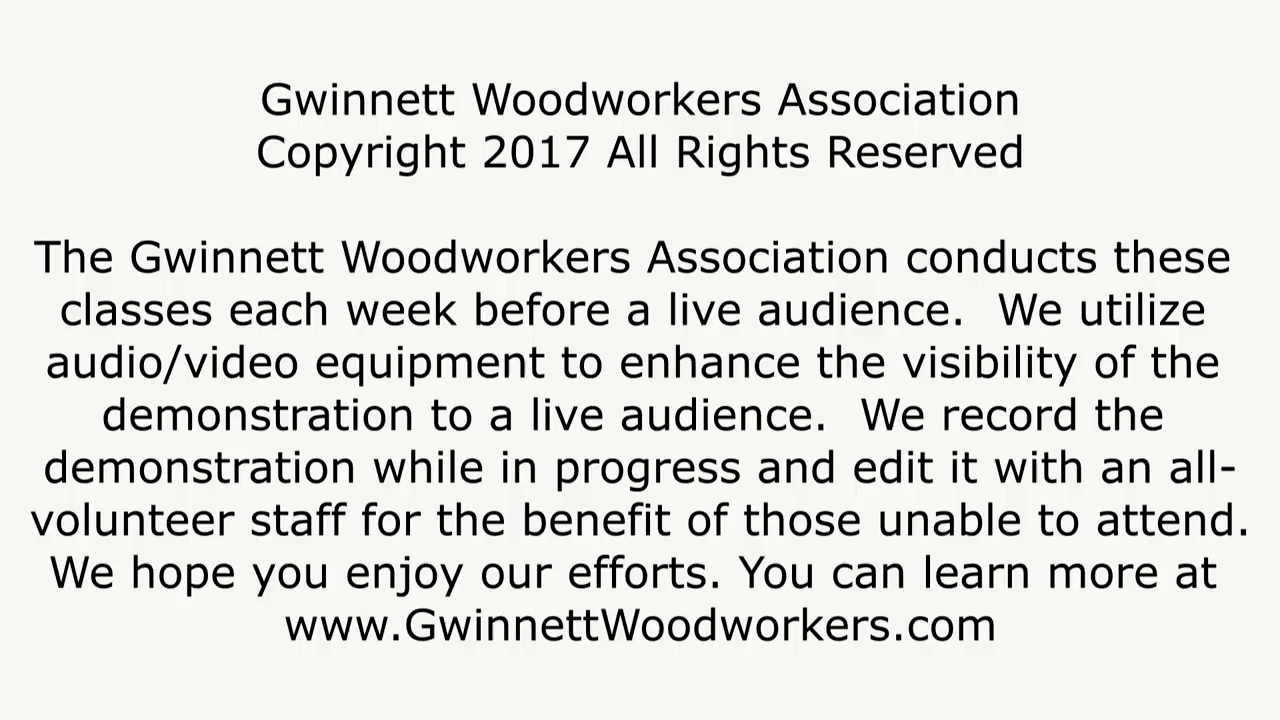 Gwinnett Woodworkers Association
Copyright 2017 All Rights Reserved
The Gwinnett Woodworkers Association conducts these
classes each week before a live audience.  We utilize
audio/video equipment to enhance the visibility of the
demonstration to a live audience.  We record the
demonstration while in progress and edit it with an all-
volunteer staff for the benefit of those unable to attend.
We hope you enjoy our efforts. You can learn more at
www.GwinnettWoodworkers.com